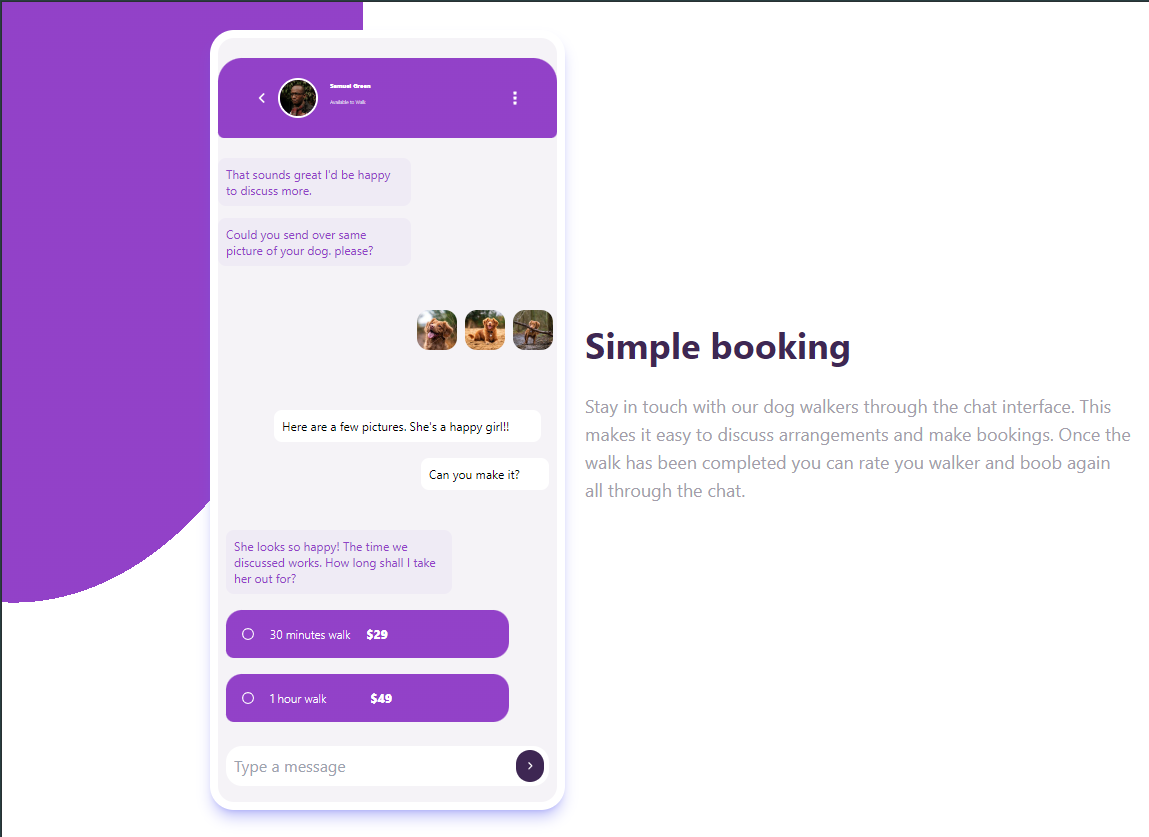 Samuel Green
Available to Walk
That sounds great I'd be happy
to discuss more.
Could you send over same
picture of your dog. please?
Here are a few pictures. She's a happy girl!!
Can you make it?
She looks so happy! The time we
discussed works. How long shall I take
her out for?
30 minutes walk $29
1 hour walk $49
Type a message
Simple booking
Stay in touch with our dog walkers through the chat interface. This
makes it easy to discuss arrangements and make bookings. Once the
walk has been completed you can rate you walker and boob again
all through the chat.